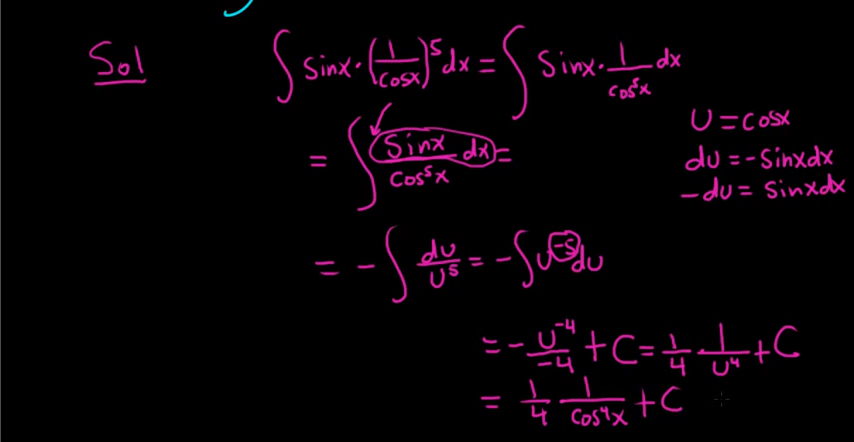 Sol ∫ sinx · (1/cosx)^5 dx = ∫ sinx · 1/cos^5x dx
= ∫ sinx/cos^5x dx =
u = cosx
du = -sinxdx
-du = sinxdx
= -∫ du/u^5 = -∫ u^-5 du
= - u^-4/-4 + C = 1/4 1/u^4 + C
= 1/4 1/cos^4x + C